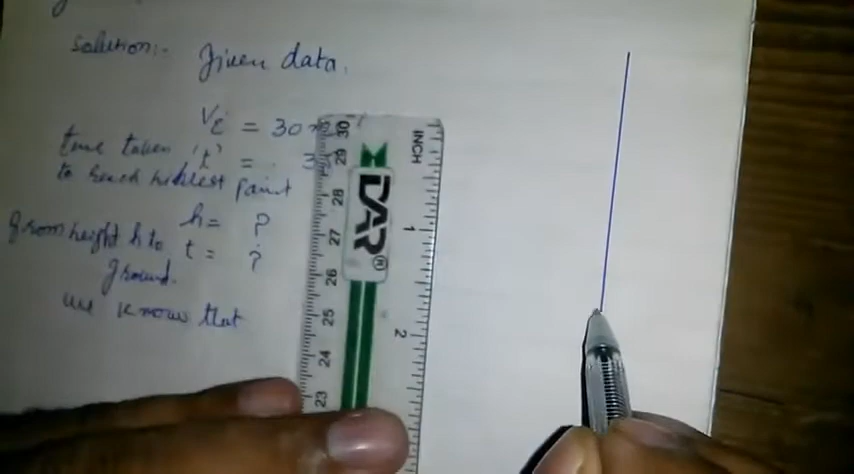 solution:- Given data.
Vi = 30 m
time taken 't' = 3
to reach highest point
h = ?
from height h to t = ?
ground.
we know that
30
29
28
27
26
25
24
23
DAR®
INCH
1
2